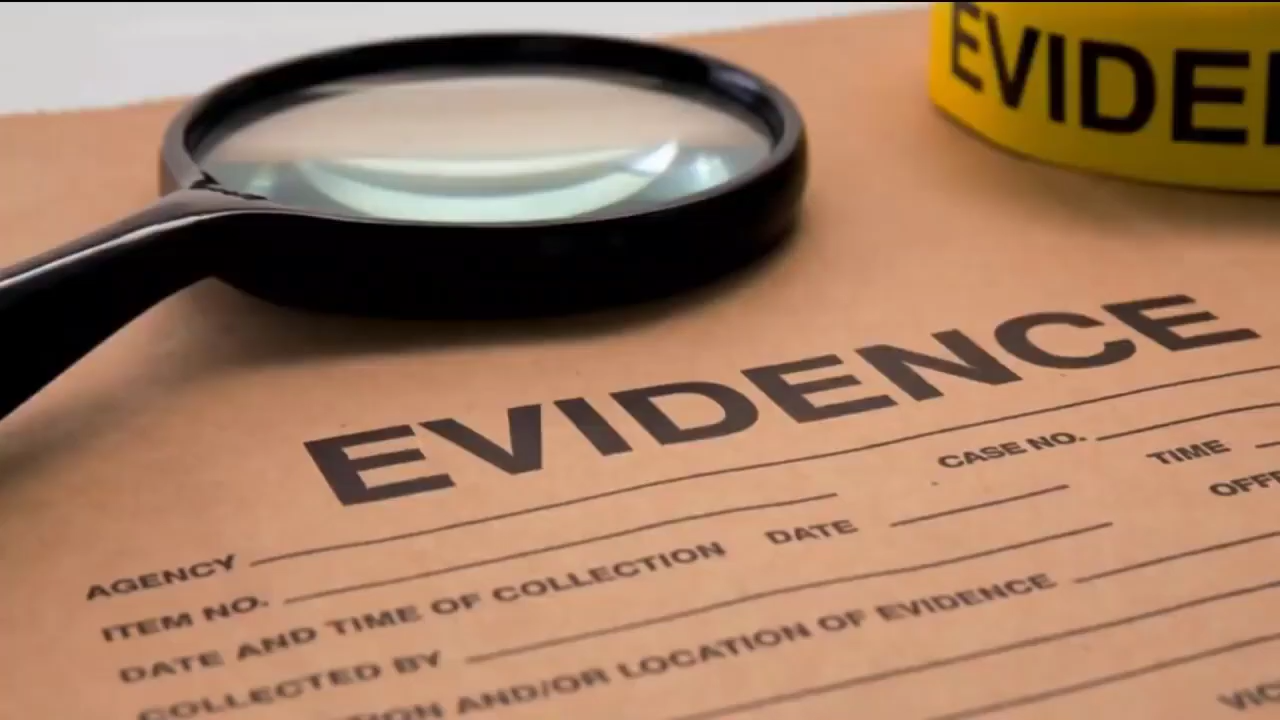 EVIDE
EVIDENCE
AGENCY CASE NO.
ITEM NO. TIME
DATE AND TIME OF COLLECTION DATE
COLLECTED BY
AND/OR LOCATION OF EVIDENCE